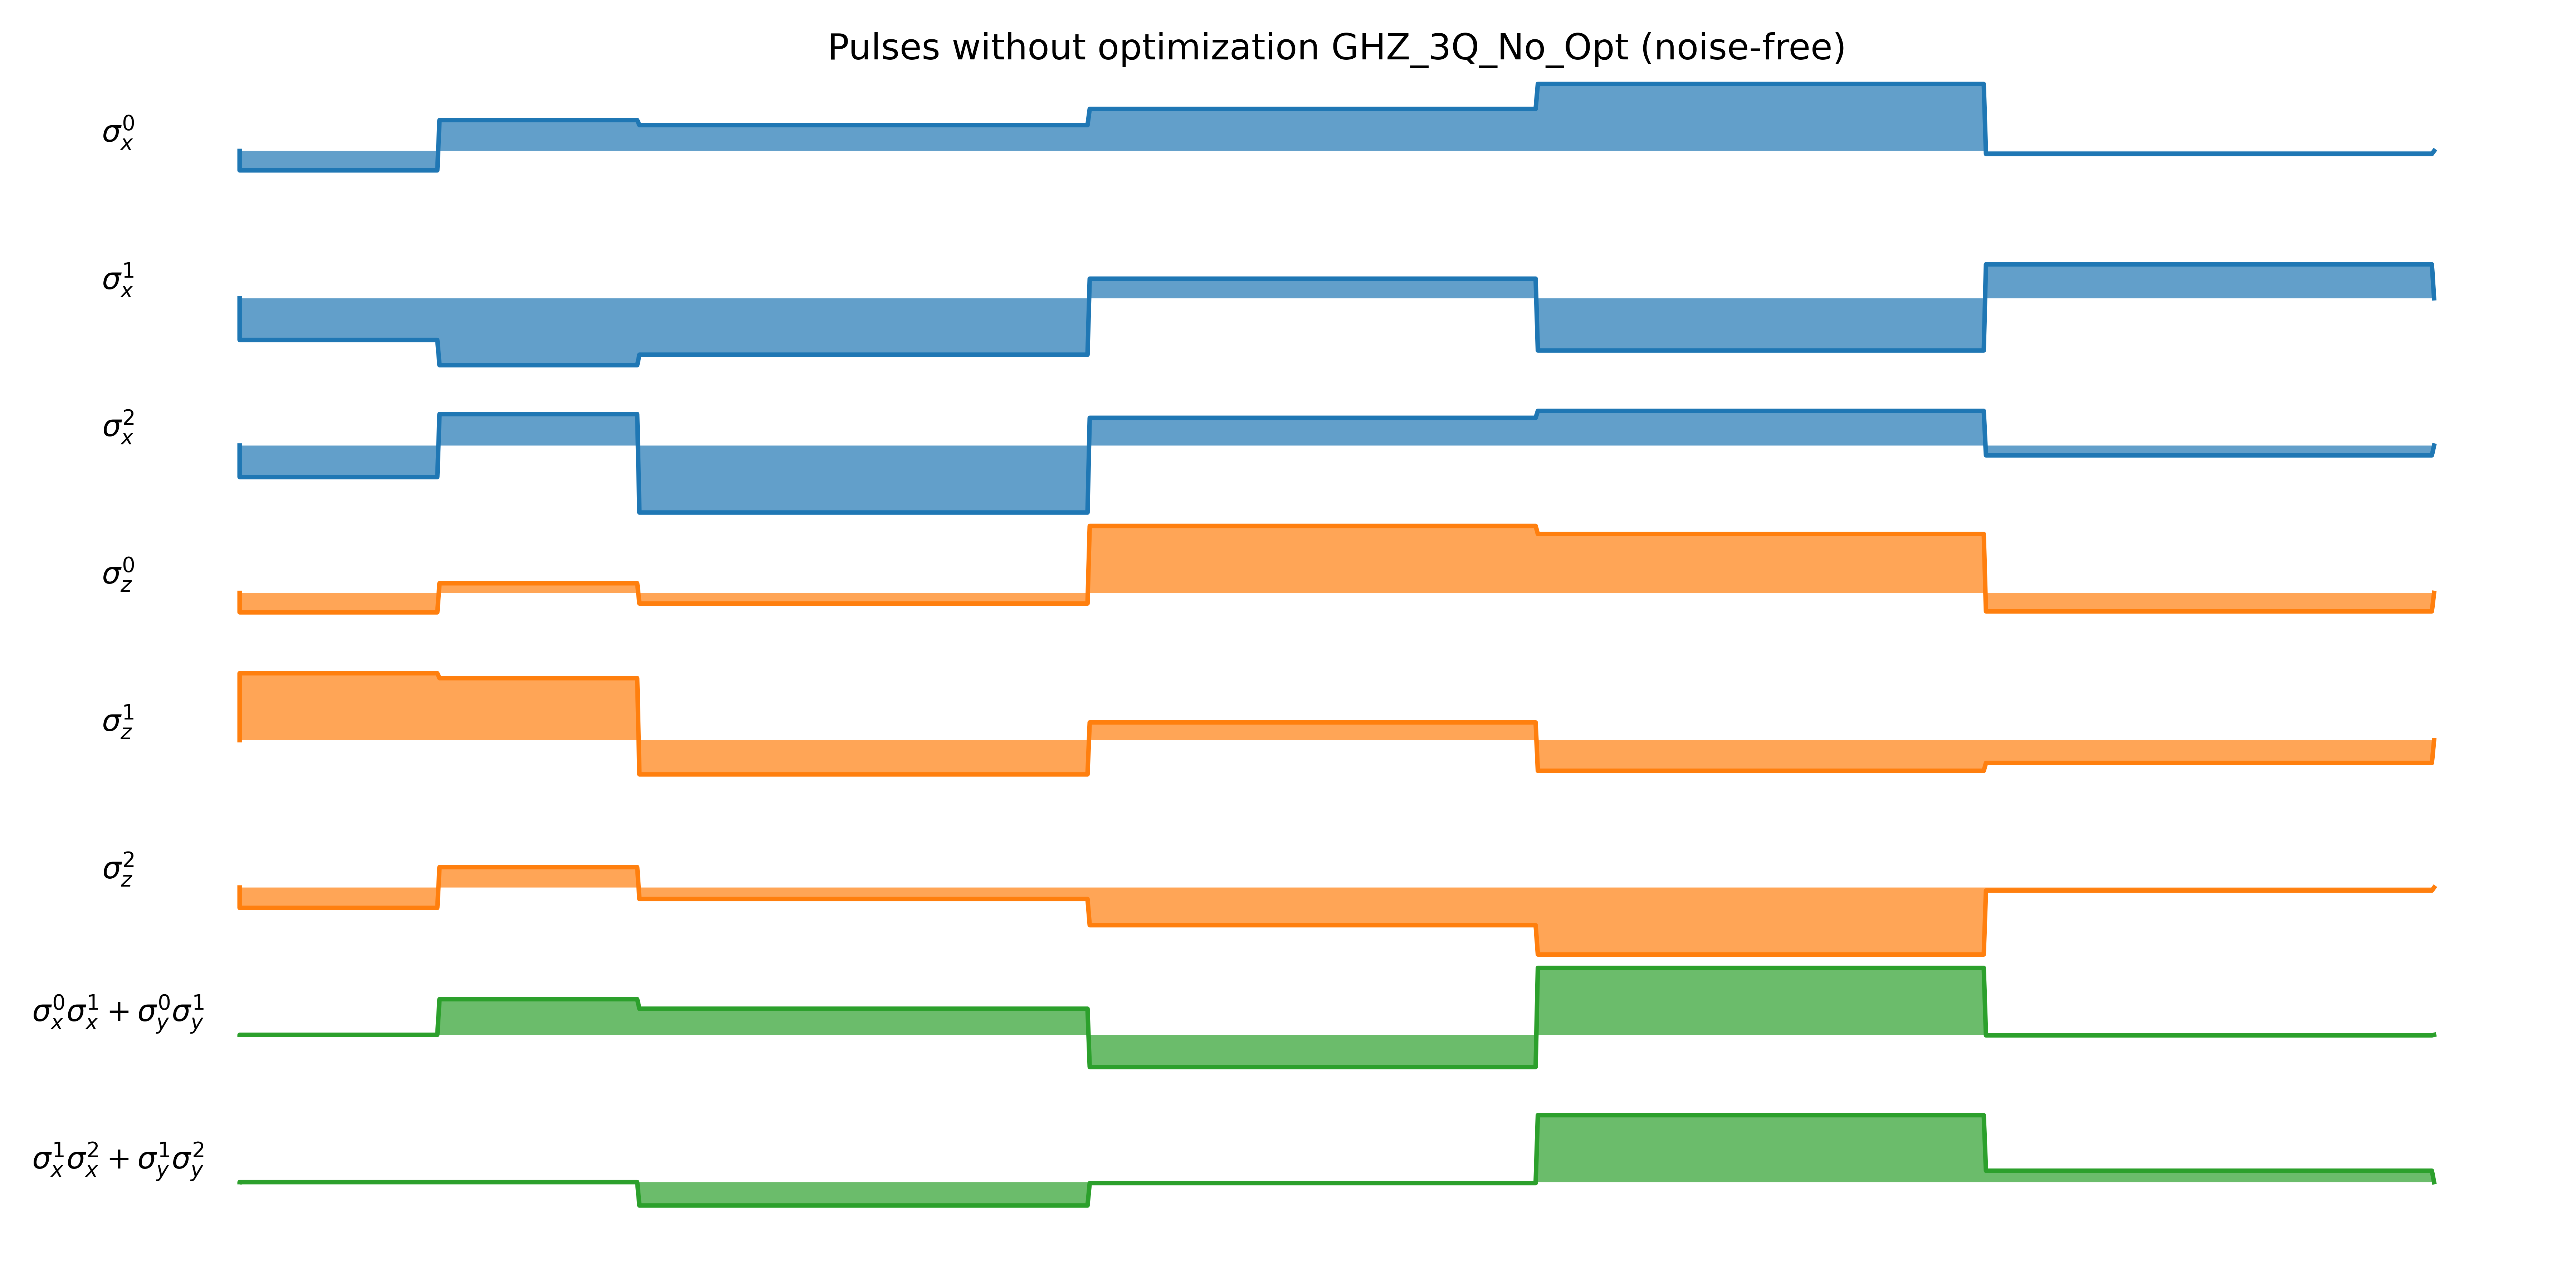 Pulses without optimization GHZ_3Q_No_Opt (noise-free)
σ_x^0
σ_x^1
σ_x^2
σ_z^0
σ_z^1
σ_z^2
σ_x^0σ_x^1 + σ_y^0σ_y^1
σ_x^1σ_x^2 + σ_y^1σ_y^2